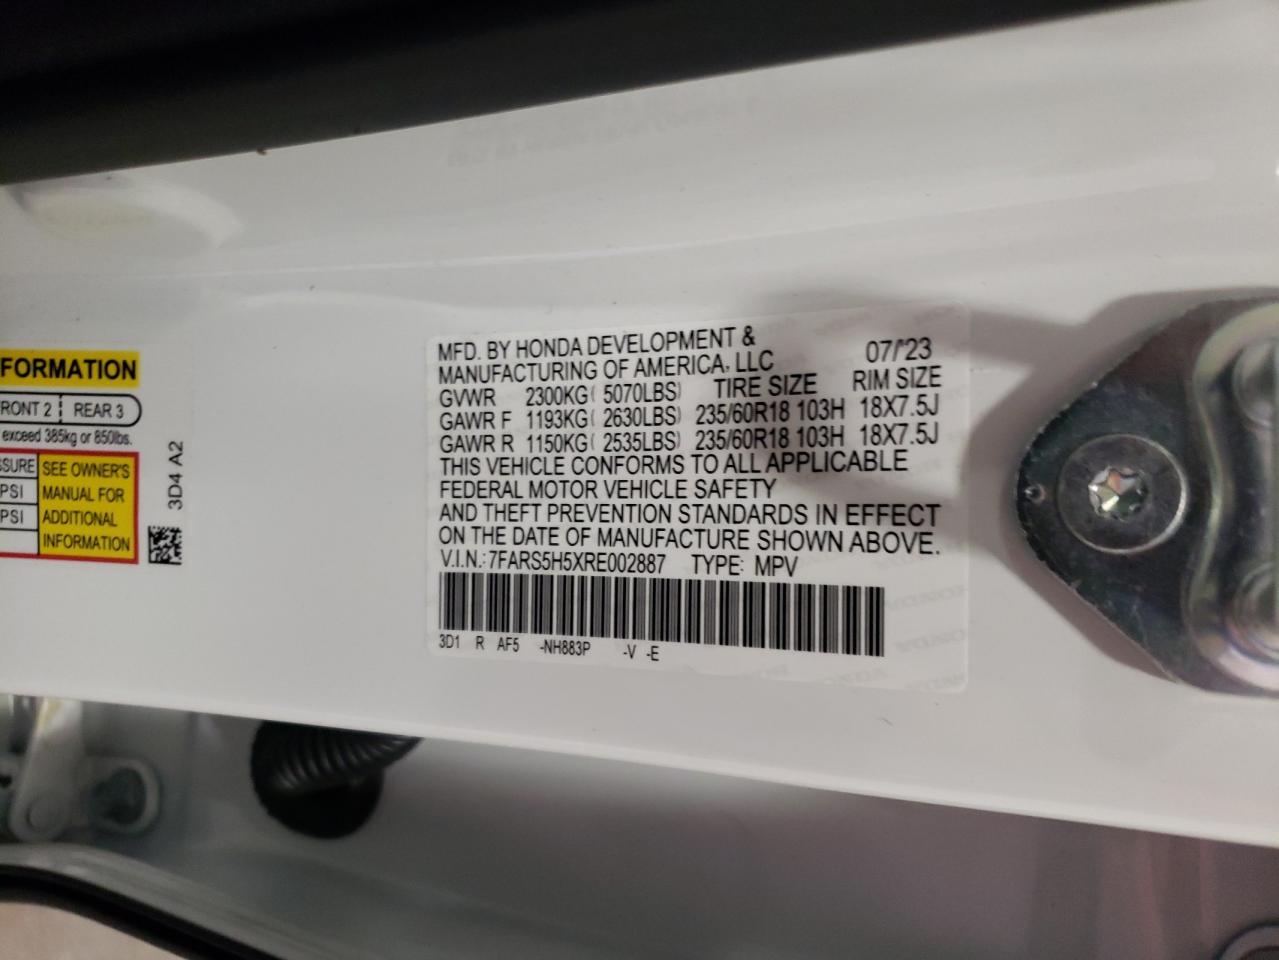 FORMATION
RONT 2 REAR 3
exceed 385kg or 850lbs.
SSURE
PSI
PSI
SEE OWNER'S
MANUAL FOR
ADDITIONAL
INFORMATION
3D4 A2
MFD. BY HONDA DEVELOPMENT &
MANUFACTURING OF AMERICA, LLC 07/'23
GVWR 2300KG( 5070LBS) TIRE SIZE RIM SIZE
GAWR F 1193KG( 2630LBS) 235/60R18 103H 18X7.5J
GAWR R 1150KG( 2535LBS) 235/60R18 103H 18X7.5J
THIS VEHICLE CONFORMS TO ALL APPLICABLE
FEDERAL MOTOR VEHICLE SAFETY
AND THEFT PREVENTION STANDARDS IN EFFECT
ON THE DATE OF MANUFACTURE SHOWN ABOVE.
V.I.N.: 7FARS5H5XRE002887 TYPE: MPV
3D1 R AF5 -NH883P -V -E